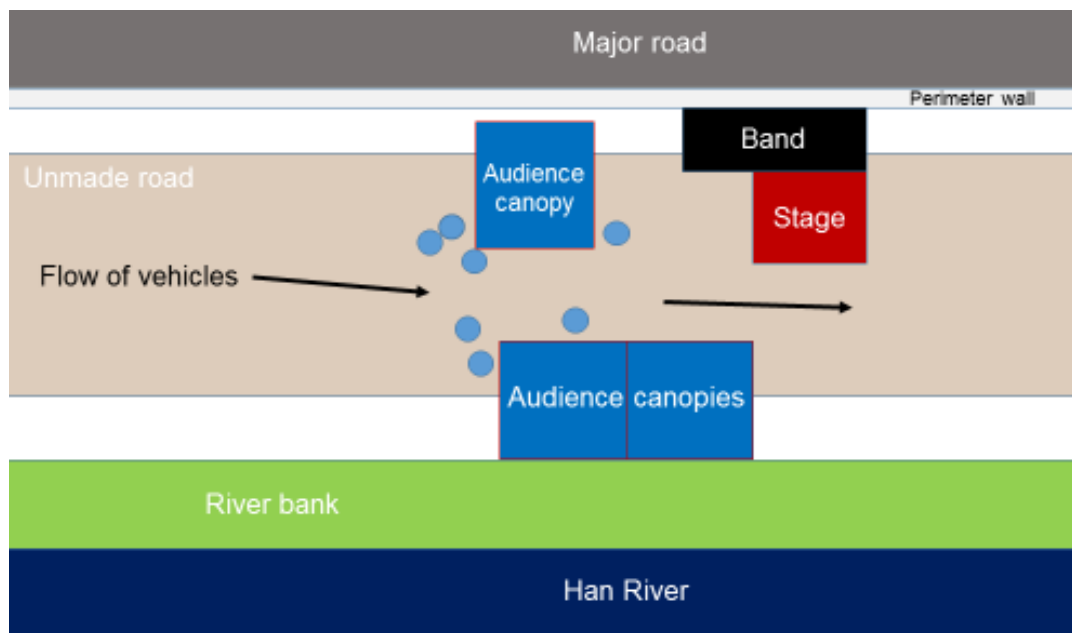 Major road
Perimeter wall
Band
Unmade road
Audience
canopy
Stage
Flow of vehicles
Audience canopies
River bank
Han River